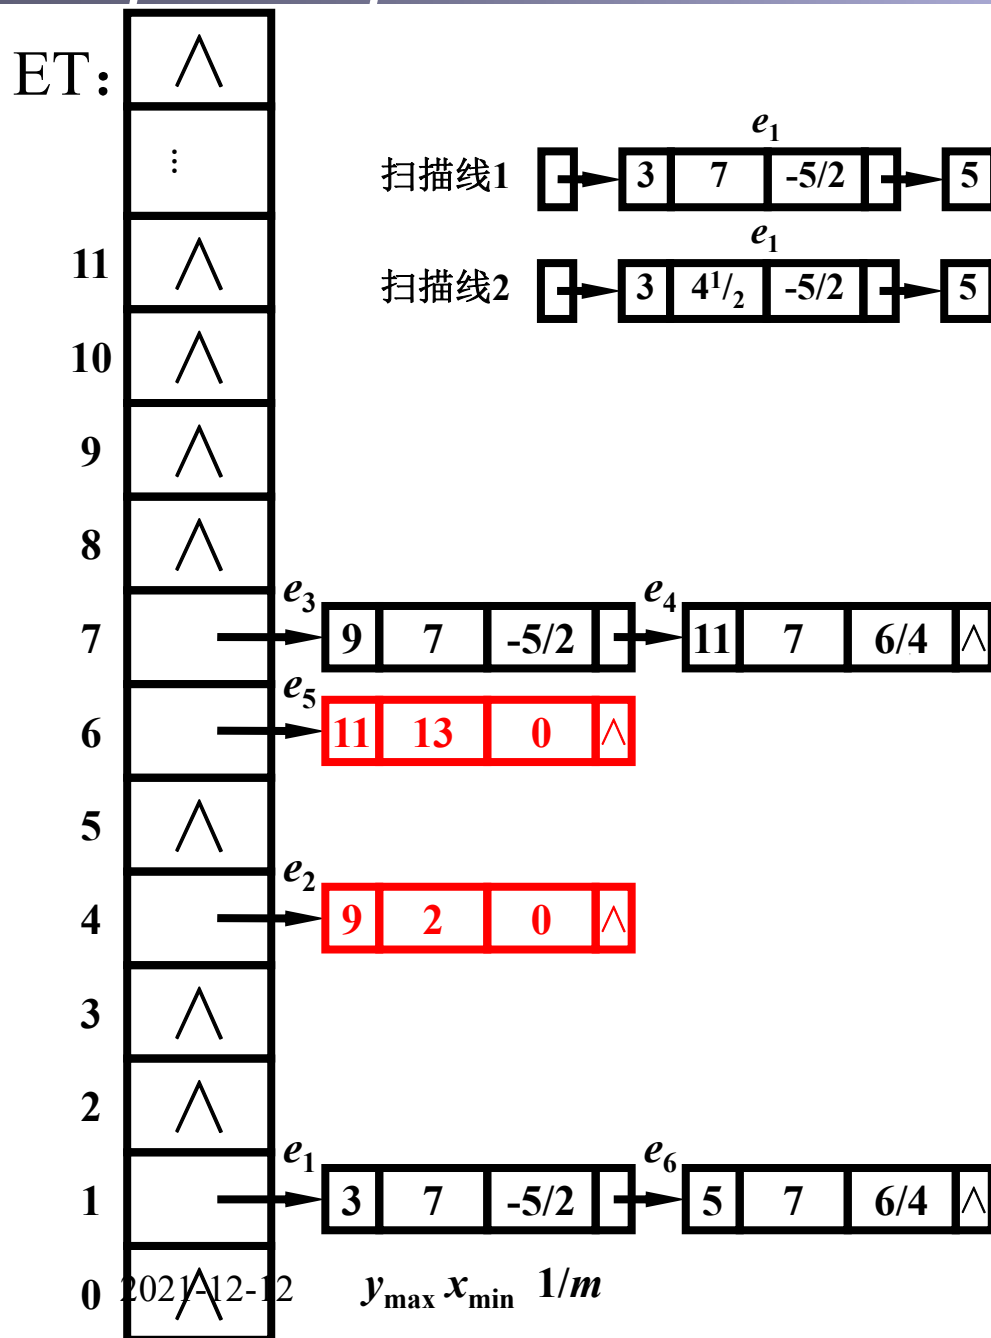 ET：
∧
⋮
e₁
扫描线1 3 7 -5/2 5
e₁
扫描线2 3 4¹/₂ -5/2 5
11 ∧
10 ∧
9 ∧
8 ∧
e₃ e₄
7 9 7 -5/2 11 7 6/4 ∧
e₅
6 11 13 0 ∧
5 ∧
e₂
4 9 2 0 ∧
3 ∧
2 ∧
e₁ e₆
1 3 7 -5/2 5 7 6/4 ∧
0 ∧ 2021-12-12 ymax xmin 1/m